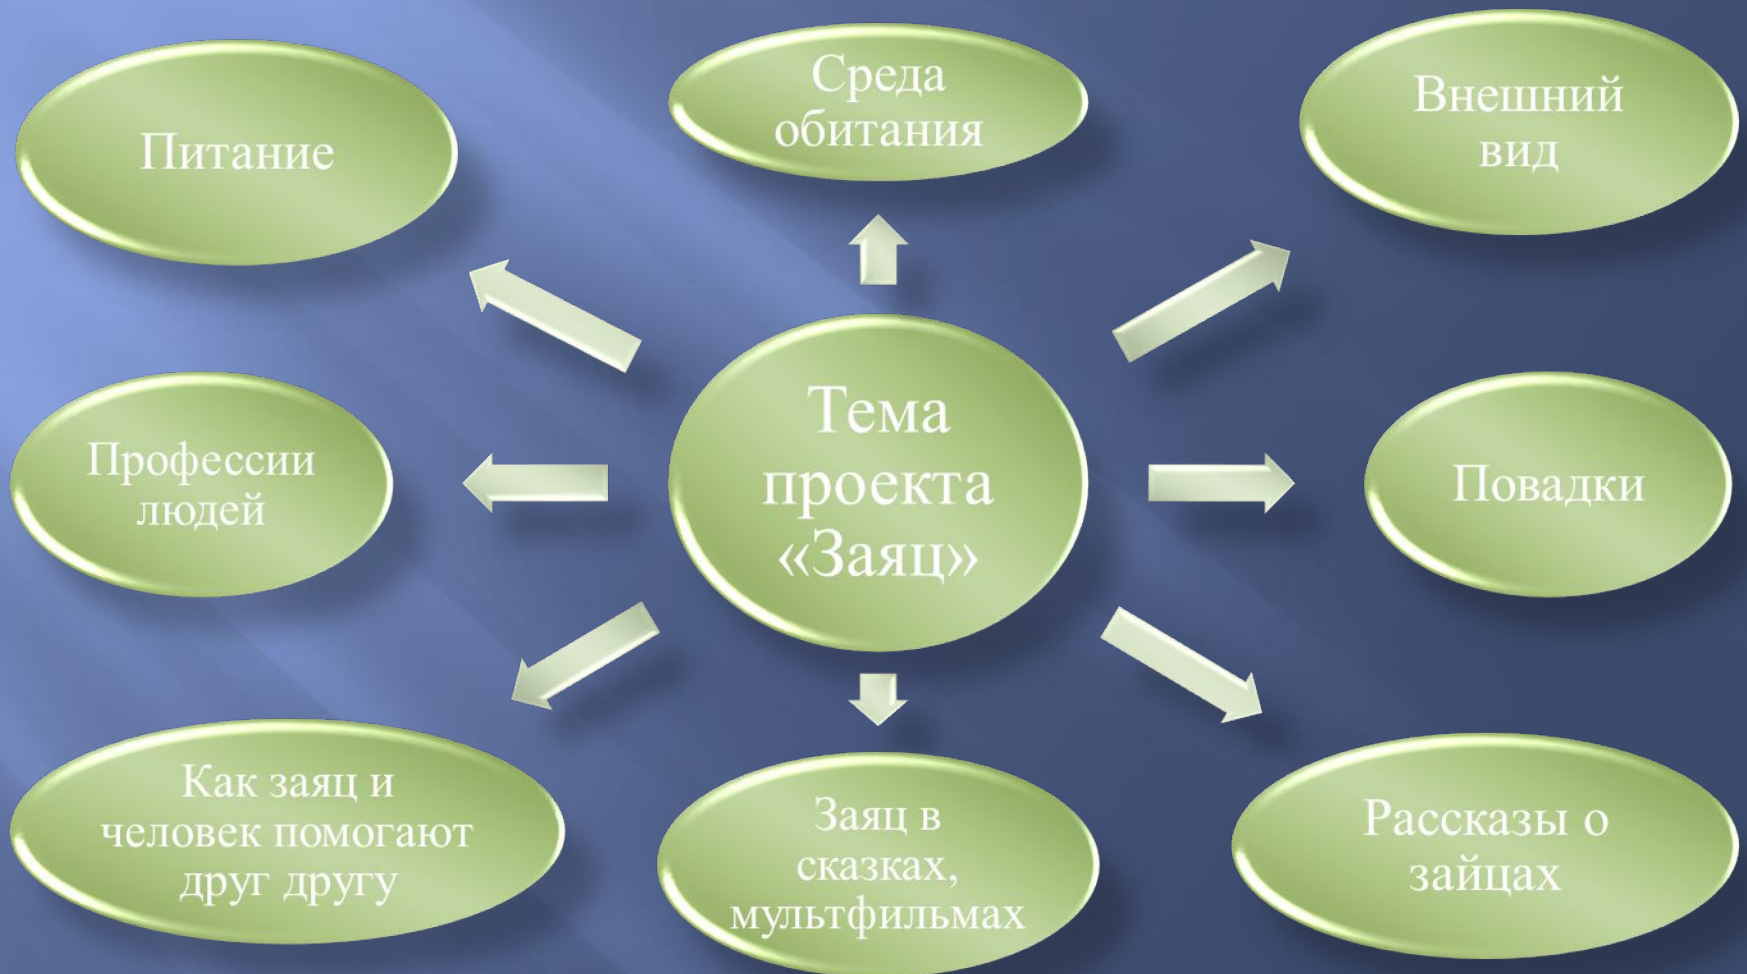 Питание
Среда
обитания
Внешний
вид
Профессии
людей
Тема
проекта
«Заяц»
Повадки
Как заяц и
человек помогают
друг другу
Заяц в
сказках,
мультфильмах
Рассказы о
зайцах